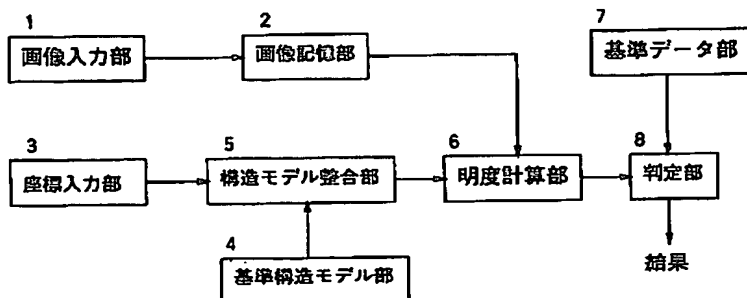 1
画像入力部
2
画像記憶部
7
基準データ部
3
座標入力部
5
構造モデル整合部
6
明度計算部
8
判定部
4
基準構造モデル部
結果